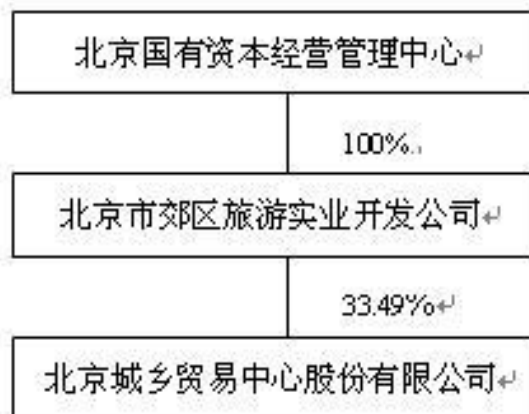 北京国有资本经营管理中心
100%
北京市郊区旅游实业开发公司
33.49%
北京城乡贸易中心股份有限公司